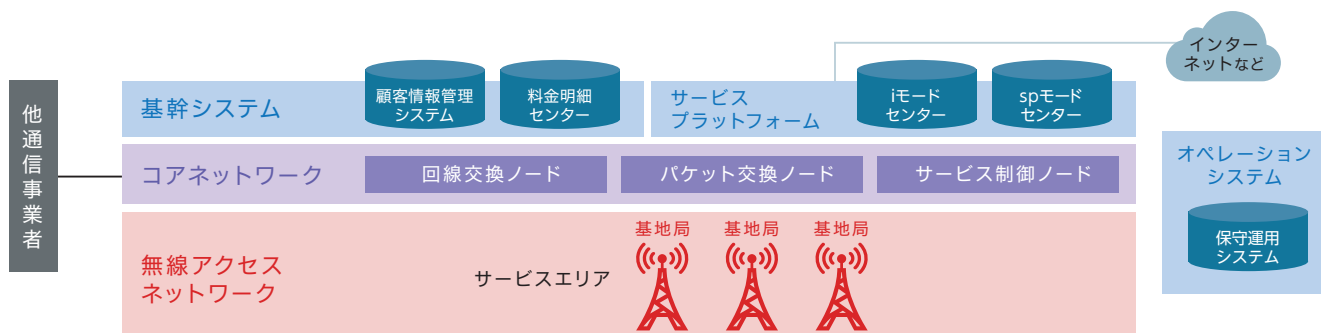 他通信事業者
基幹システム
顧客情報管理
システム
料金明細
センター
サービス
プラットフォーム
iモード
センター
spモード
センター
インター
ネットなど
コアネットワーク
回線交換ノード
パケット交換ノード
サービス制御ノード
無線アクセス
ネットワーク
サービスエリア
基地局
基地局
基地局
オペレーション
システム
保守運用
システム